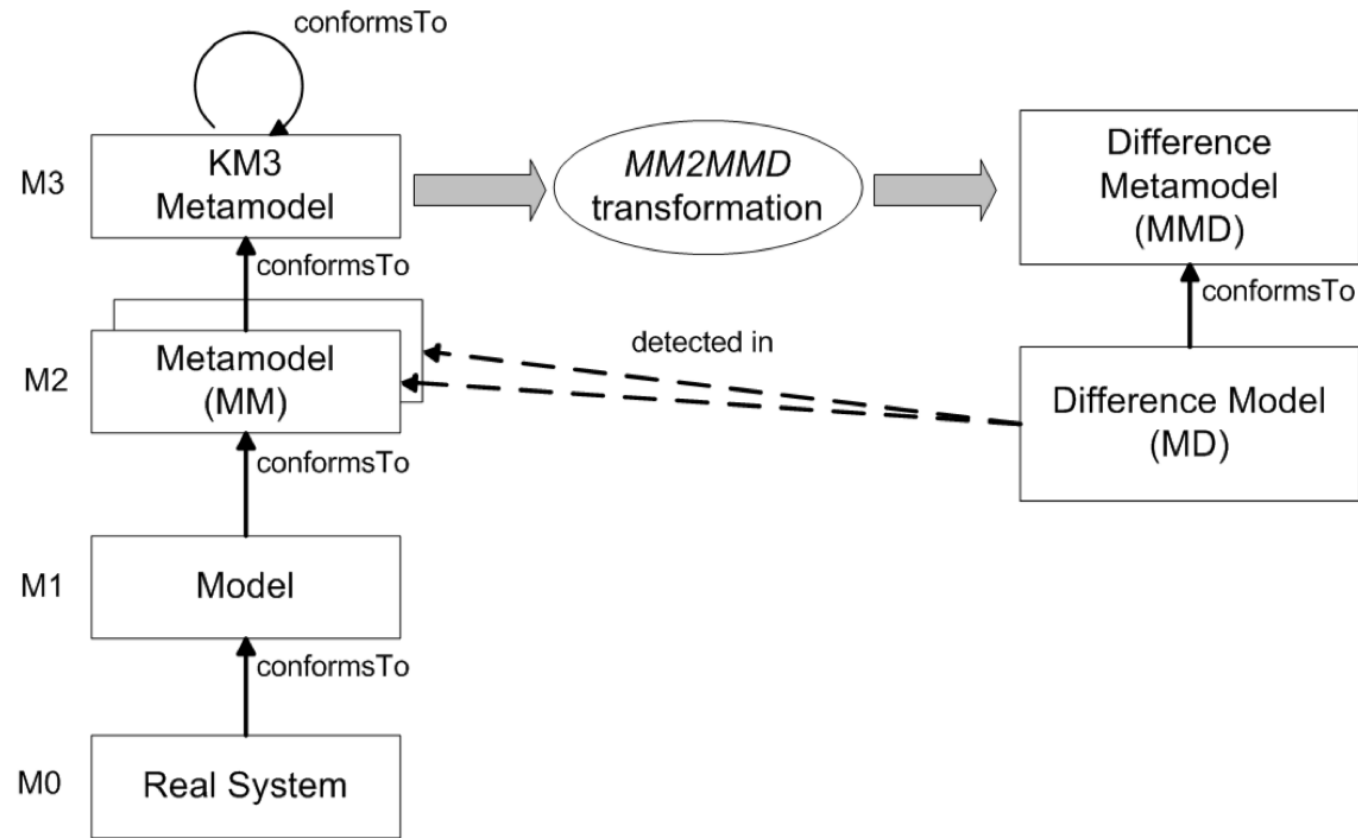 conformsTo
M3
KM3
Metamodel
MM2MMD
transformation
Difference
Metamodel
(MMD)
conformsTo
conformsTo
M2
Metamodel
(MM)
detected in
Difference Model
(MD)
conformsTo
M1
Model
conformsTo
M0
Real System